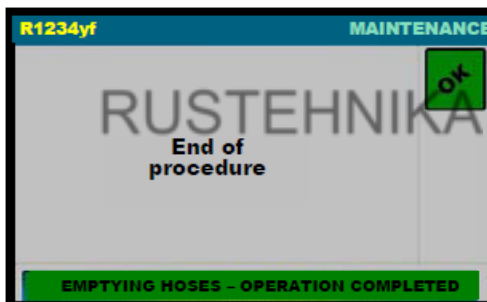 R1234yf MAINTENANCE
OK
RUSTEHNIKA
End of
procedure
EMPTYING HOSES – OPERATION COMPLETED